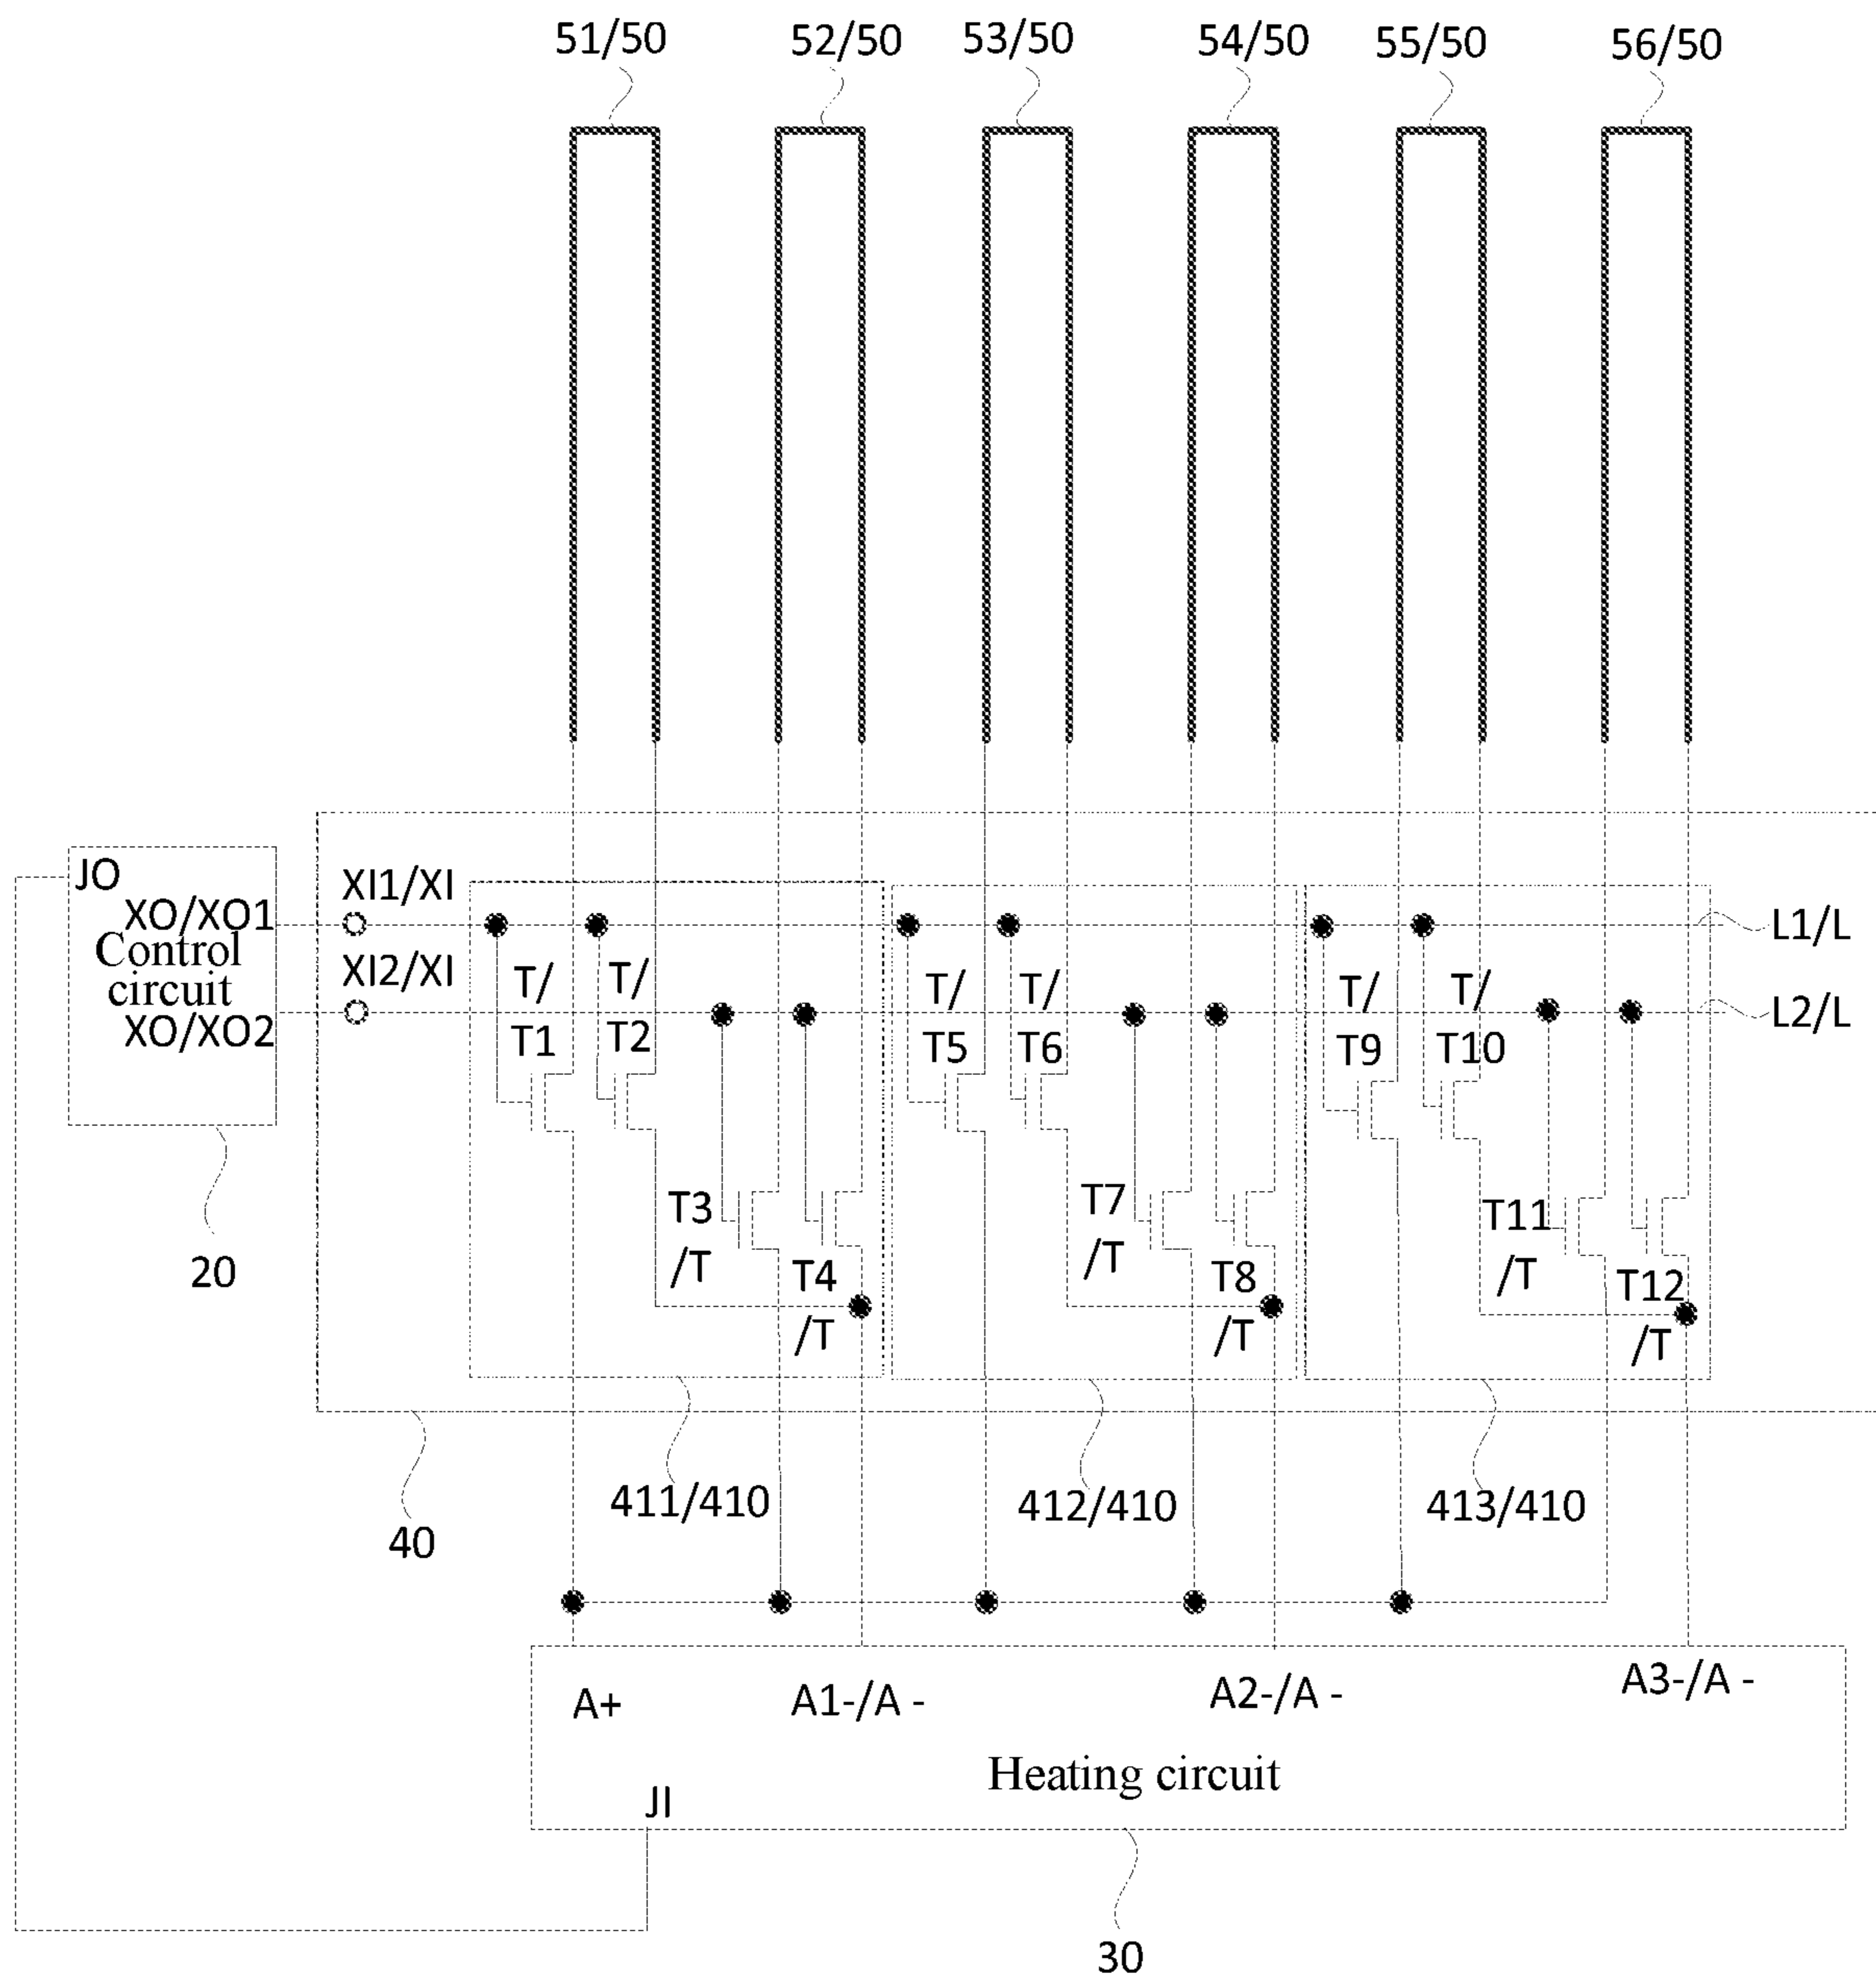 51/50 52/50 53/50 54/50 55/50 56/50
JO
XI1/XI
XO/XO1
L1/L
Control
circuit
XI2/XI
XO/XO2
L2/L
T/
T1
T/
T2
T/
T5
T/
T6
T/
T9
T/
T10
T3
/T
T4
/T
T7
/T
T8
/T
T11
/T
T12
/T
20
411/410 412/410 413/410
40
A+ A1-/A - A2-/A - A3-/A -
Heating circuit
JI
30